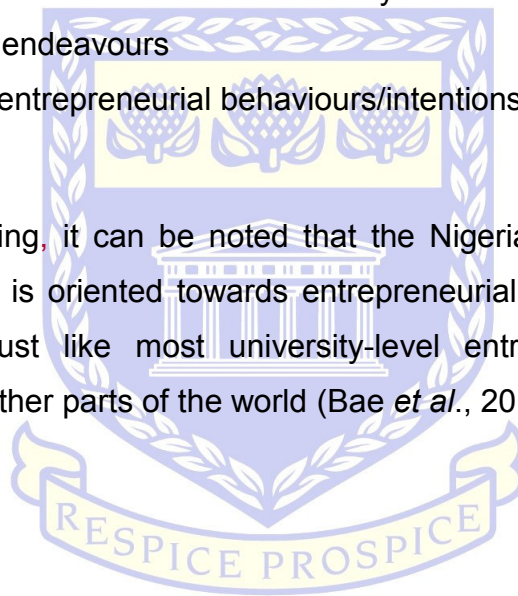 endeavours
entrepreneurial behaviours/intentions
ing, it can be noted that the Nigeria
is oriented towards entrepreneurial
ust like most university-level entr
ther parts of the world (Bae et al., 20
RESPICE PROSPICE